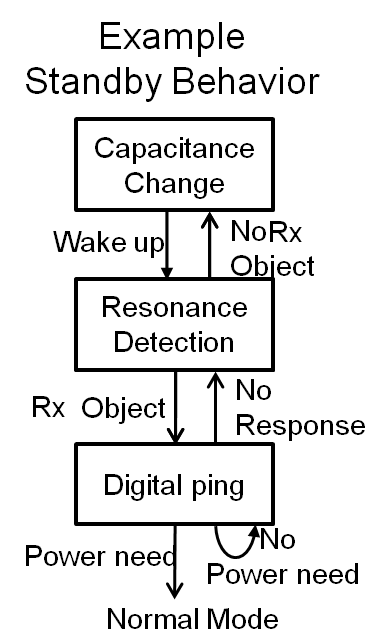 Example
Standby Behavior
Capacitance
Change
Wake up
NoRx
Object
Resonance
Detection
Rx Object
No
Response
Digital ping
Power need
No
Power need
Normal Mode